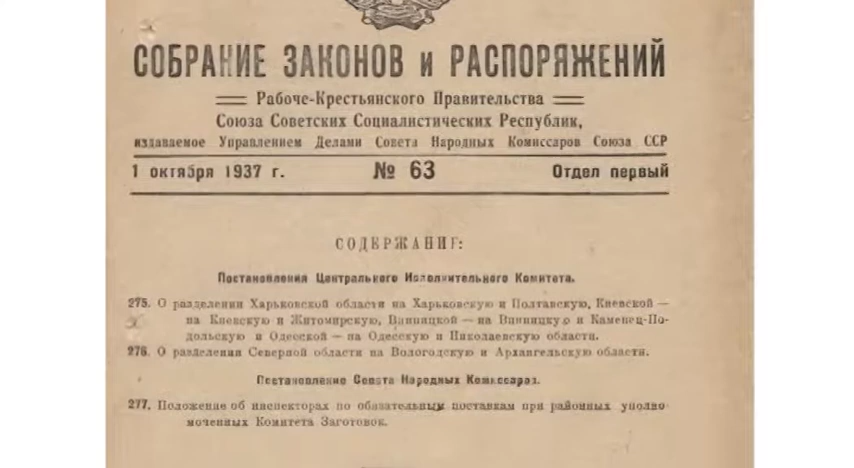 СОБРАНИЕ ЗАКОНОВ и РАСПОРЯЖЕНИЙ
Рабоче-Крестьянского Правительства
Союза Советских Социалистических Республик,
издаваемое Управлением Делами Совета Народных Комиссаров Союза ССР
1 октября 1937 г. № 63 Отдел первый
СОДЕРЖАНИЕ:
Постановления Центрального Исполнительного Комитета.
275. О разделении Харьковской области на Харьковскую и Полтавскую, Киевской —
на Киевскую и Житомирскую, Винницкой — на Винницкую и Каменец-По-
дольскую и Одесской — на Одесскую и Николаевскую области.
276. О разделения Северной области на Вологодскую и Архангельскую области.
Постановление Совета Народных Комиссаров.
277. Положение об инспекторах по обязательным поставкам при районных уполно-
моченных Комитета Заготовок.